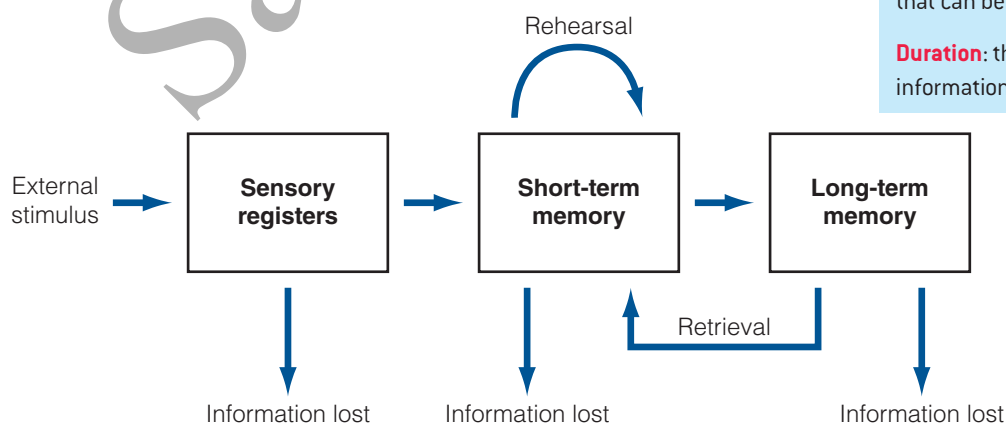 that can be
Duration: th
information
Rehearsal
External
stimulus
Sensory
registers
Short-term
memory
Long-term
memory
Retrieval
Information lost
Information lost
Information lost